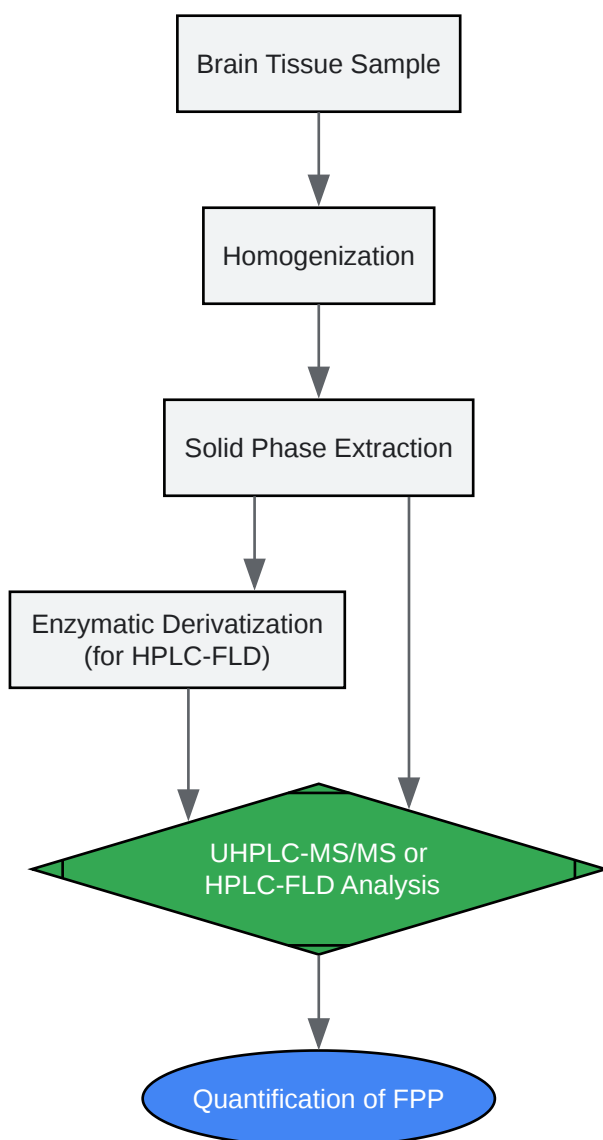 Brain Tissue Sample
Homogenization
Solid Phase Extraction
Enzymatic Derivatization
(for HPLC-FLD)
UHPLC-MS/MS or
HPLC-FLD Analysis
Quantification of FPP